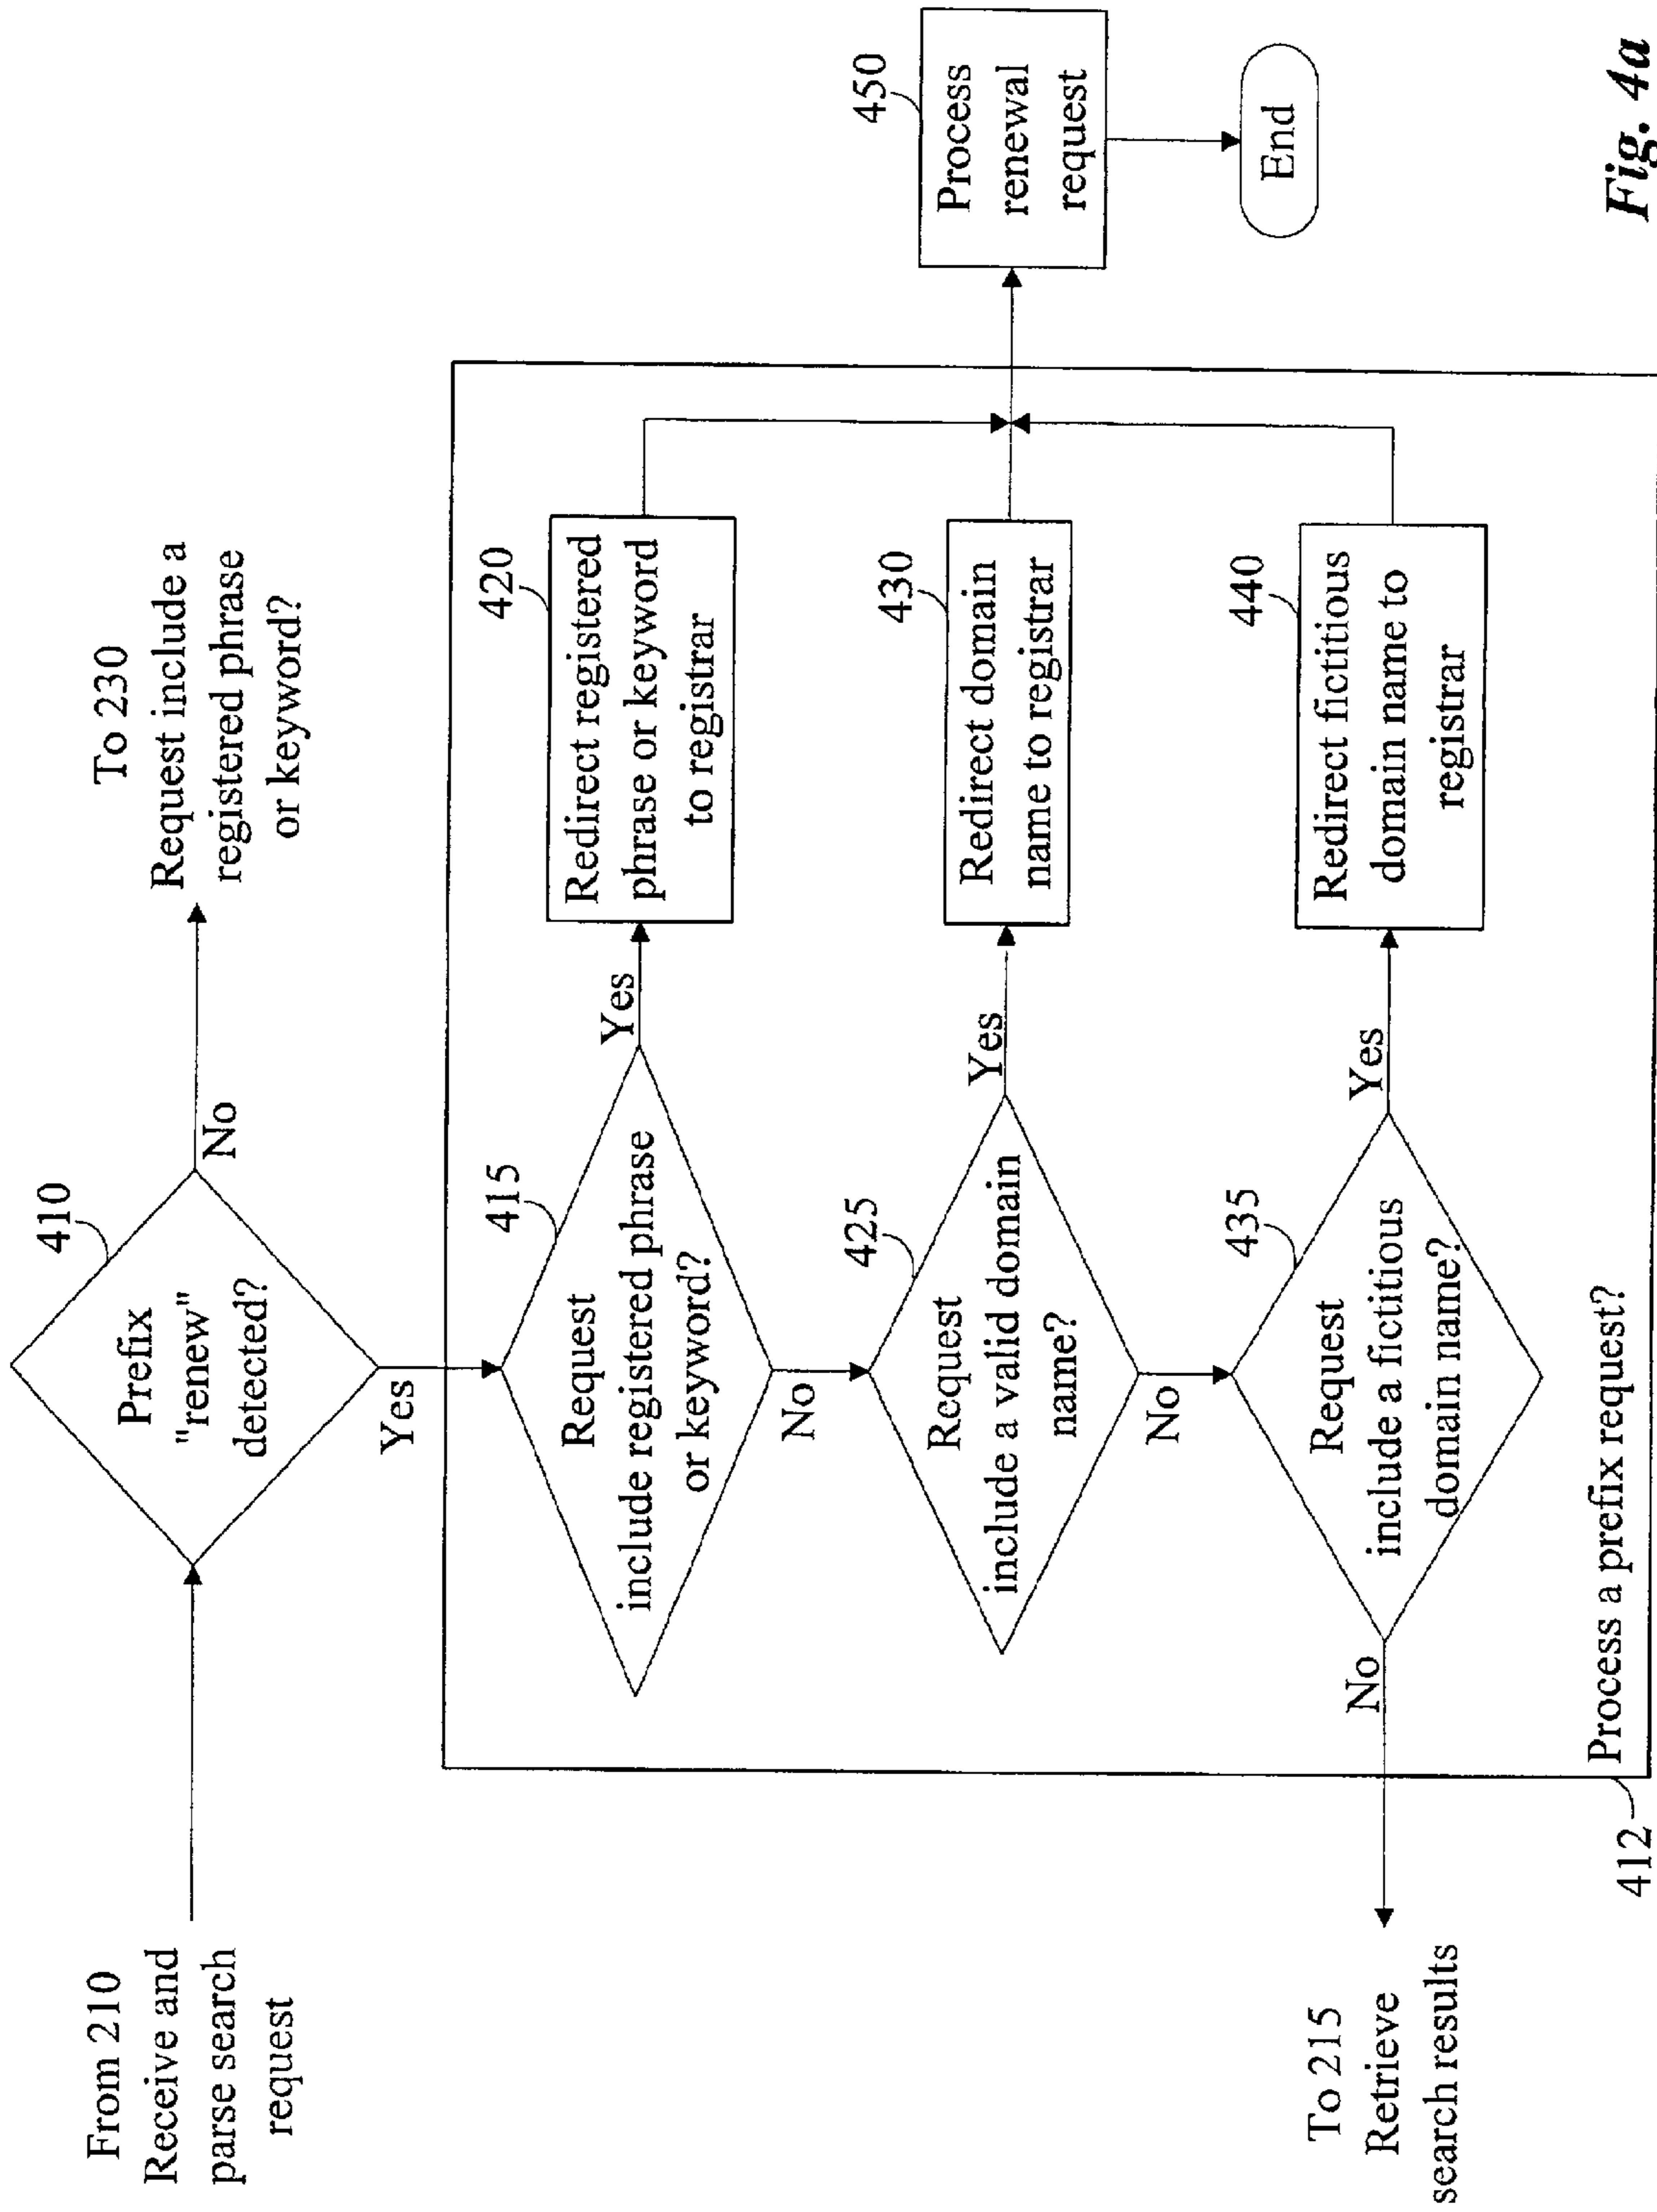 From 210
Receive and
parse search
request
410
Prefix
"renew"
detected?
No
Yes
To 230
Request include a
registered phrase
or keyword?
415
Request
include registered phrase
or keyword?
Yes
No
420
Redirect registered
phrase or keyword
to registrar
425
Request
include a valid domain
name?
Yes
No
430
Redirect domain
name to registrar
435
Request
include a fictitious
domain name?
Yes
No
440
Redirect fictitious
domain name to
registrar
450
Process
renewal
request
End
To 215
Retrieve
search results
412
Process a prefix request?
Fig. 4a